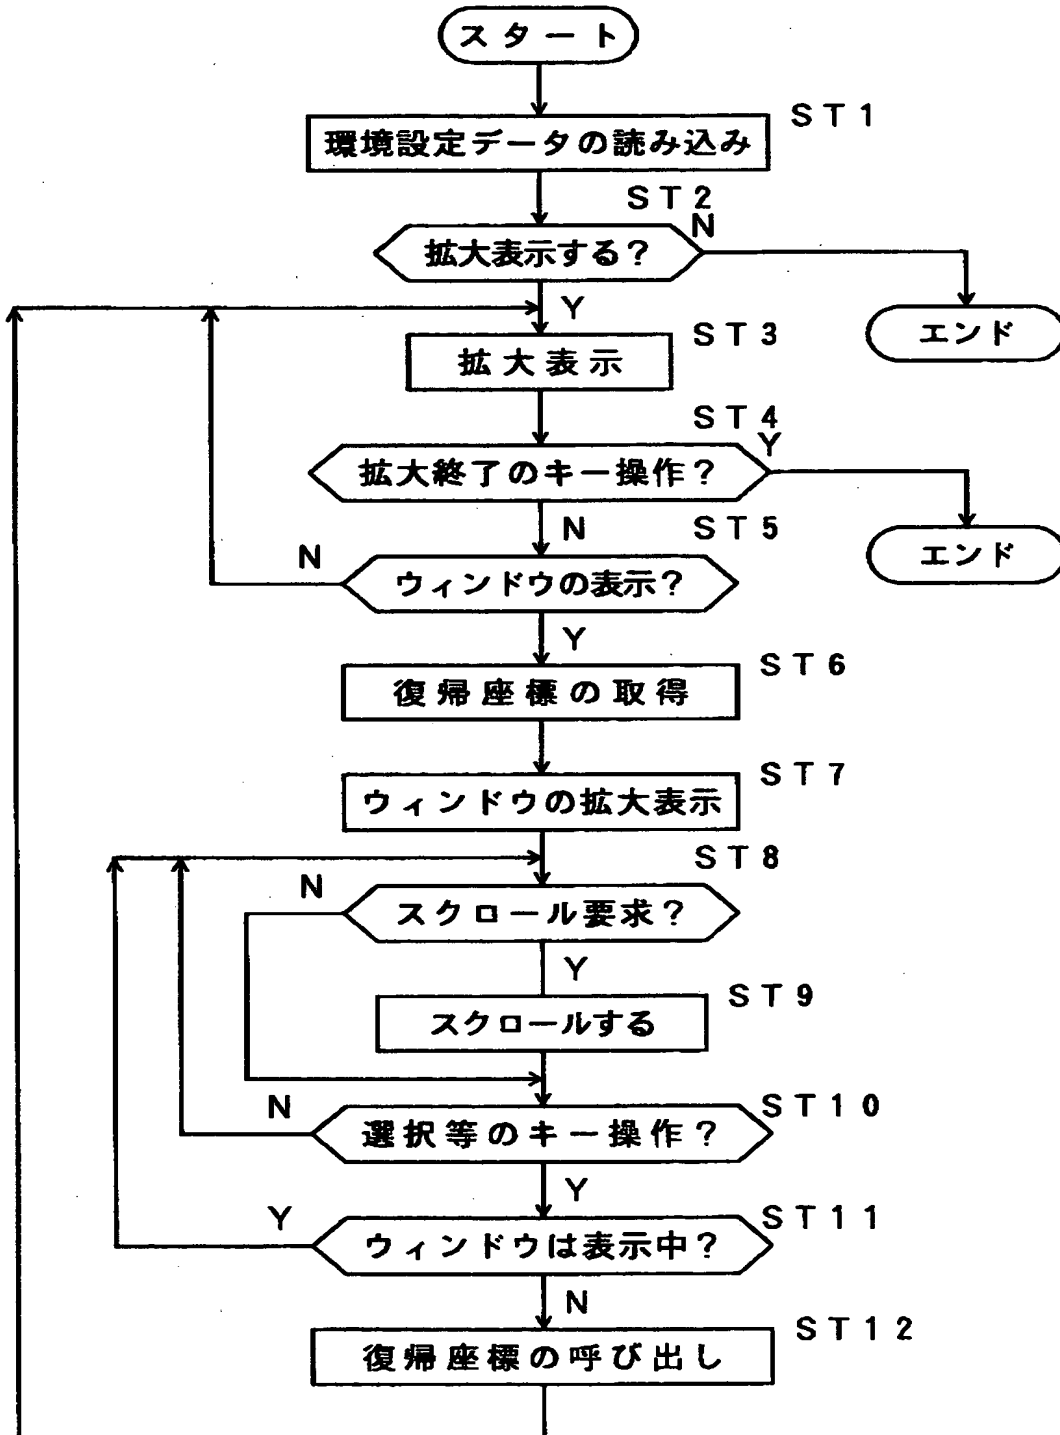 スタート
ST1
環境設定データの読み込み
ST2
N
拡大表示する?
Y
エンド
ST3
拡大表示
ST4
Y
拡大終了のキー操作?
N
ST5
エンド
N
ウィンドウの表示?
Y
ST6
復帰座標の取得
ST7
ウィンドウの拡大表示
ST8
N
スクロール要求?
Y
ST9
スクロールする
N
ST10
選択等のキー操作?
Y
ST11
Y
ウィンドウは表示中?
N
ST12
復帰座標の呼び出し